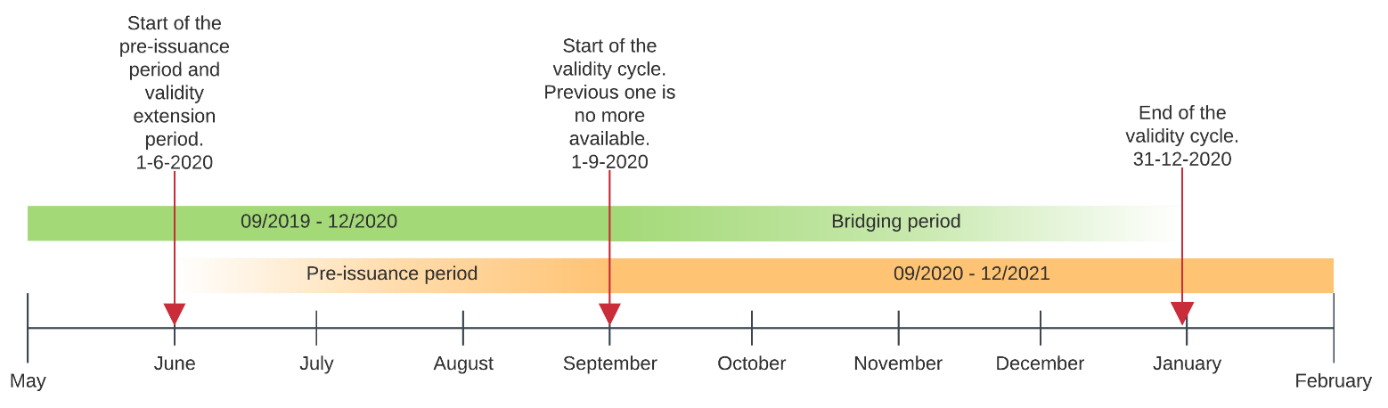 Start of the
pre-issuance
period and
validity
extension
period.
1-6-2020
Start of the
validity cycle.
Previous one is
no more
available.
1-9-2020
End of the
validity cycle.
31-12-2020
09/2019 - 12/2020
Bridging period
Pre-issuance period
09/2020 - 12/2021
May
June
July
August
September
October
November
December
January
February